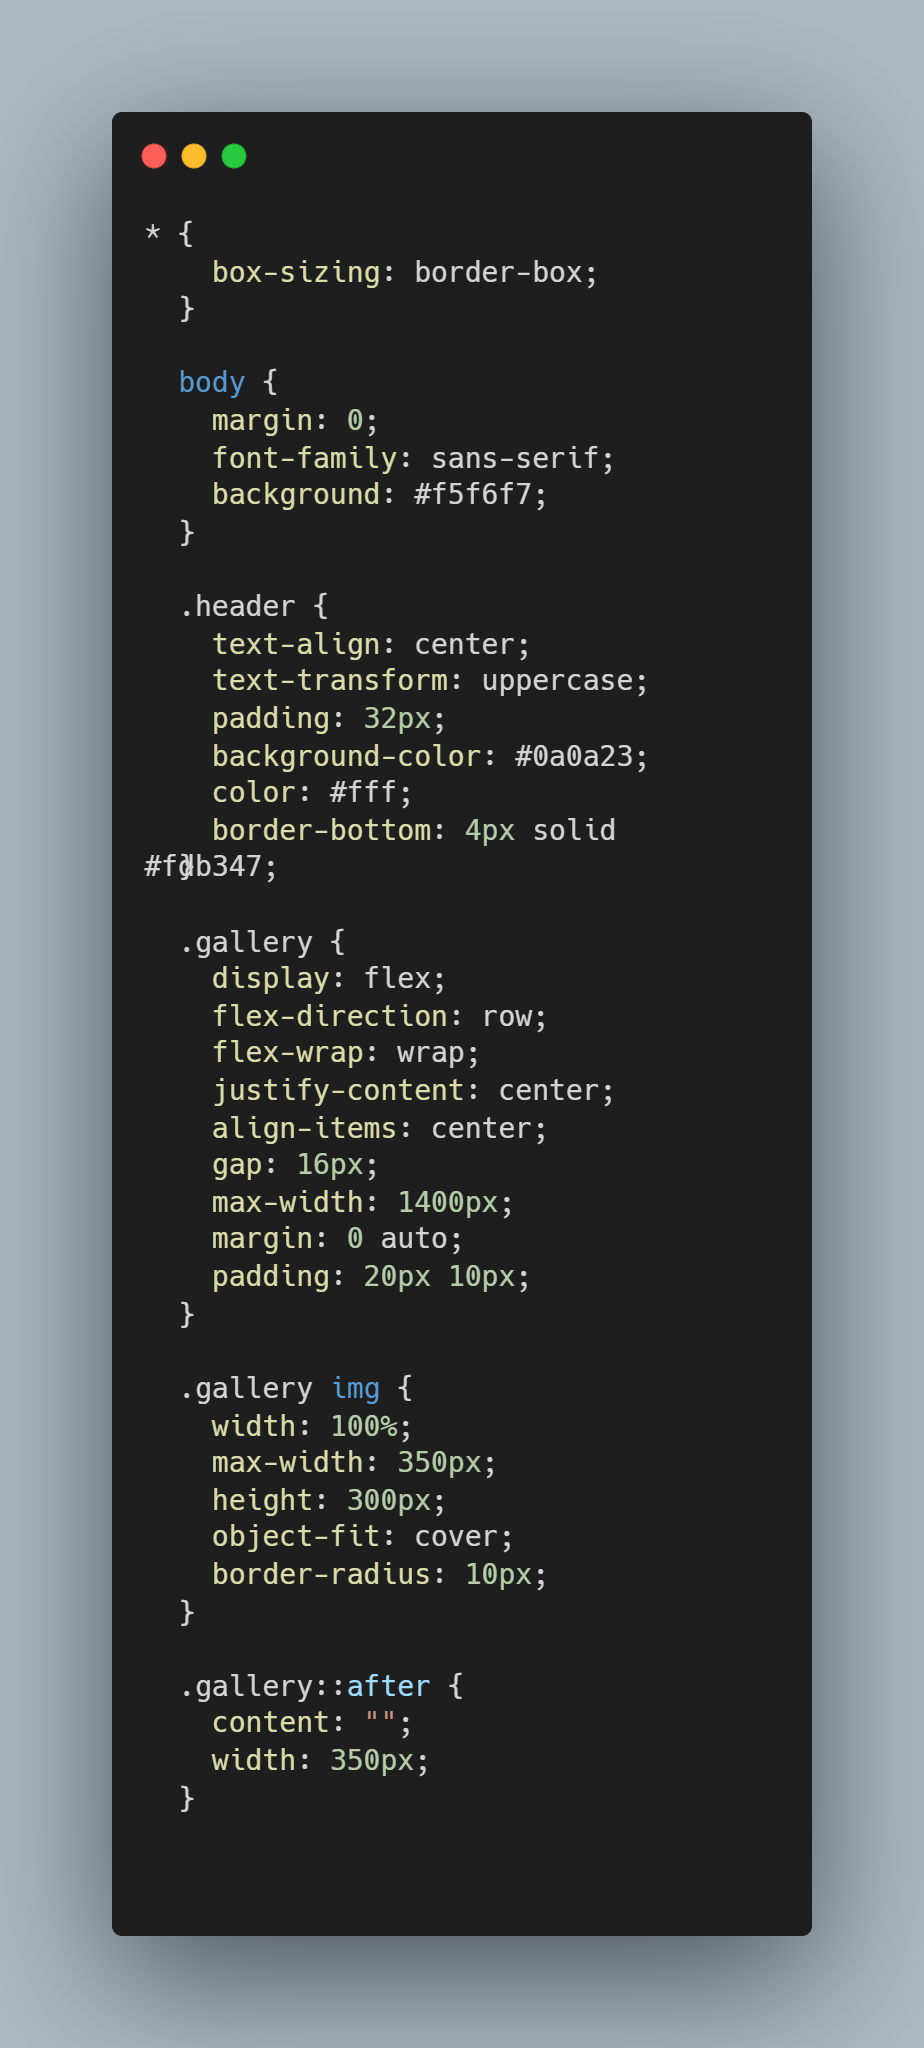 * {
    box-sizing: border-box;
  }

  body {
    margin: 0;
    font-family: sans-serif;
    background: #f5f6f7;
  }

  .header {
    text-align: center;
    text-transform: uppercase;
    padding: 32px;
    background-color: #0a0a23;
    color: #fff;
    border-bottom: 4px solid
#fdb347;
  }

  .gallery {
    display: flex;
    flex-direction: row;
    flex-wrap: wrap;
    justify-content: center;
    align-items: center;
    gap: 16px;
    max-width: 1400px;
    margin: 0 auto;
    padding: 20px 10px;
  }

  .gallery img {
    width: 100%;
    max-width: 350px;
    height: 300px;
    object-fit: cover;
    border-radius: 10px;
  }

  .gallery::after {
    content: "";
    width: 350px;
  }